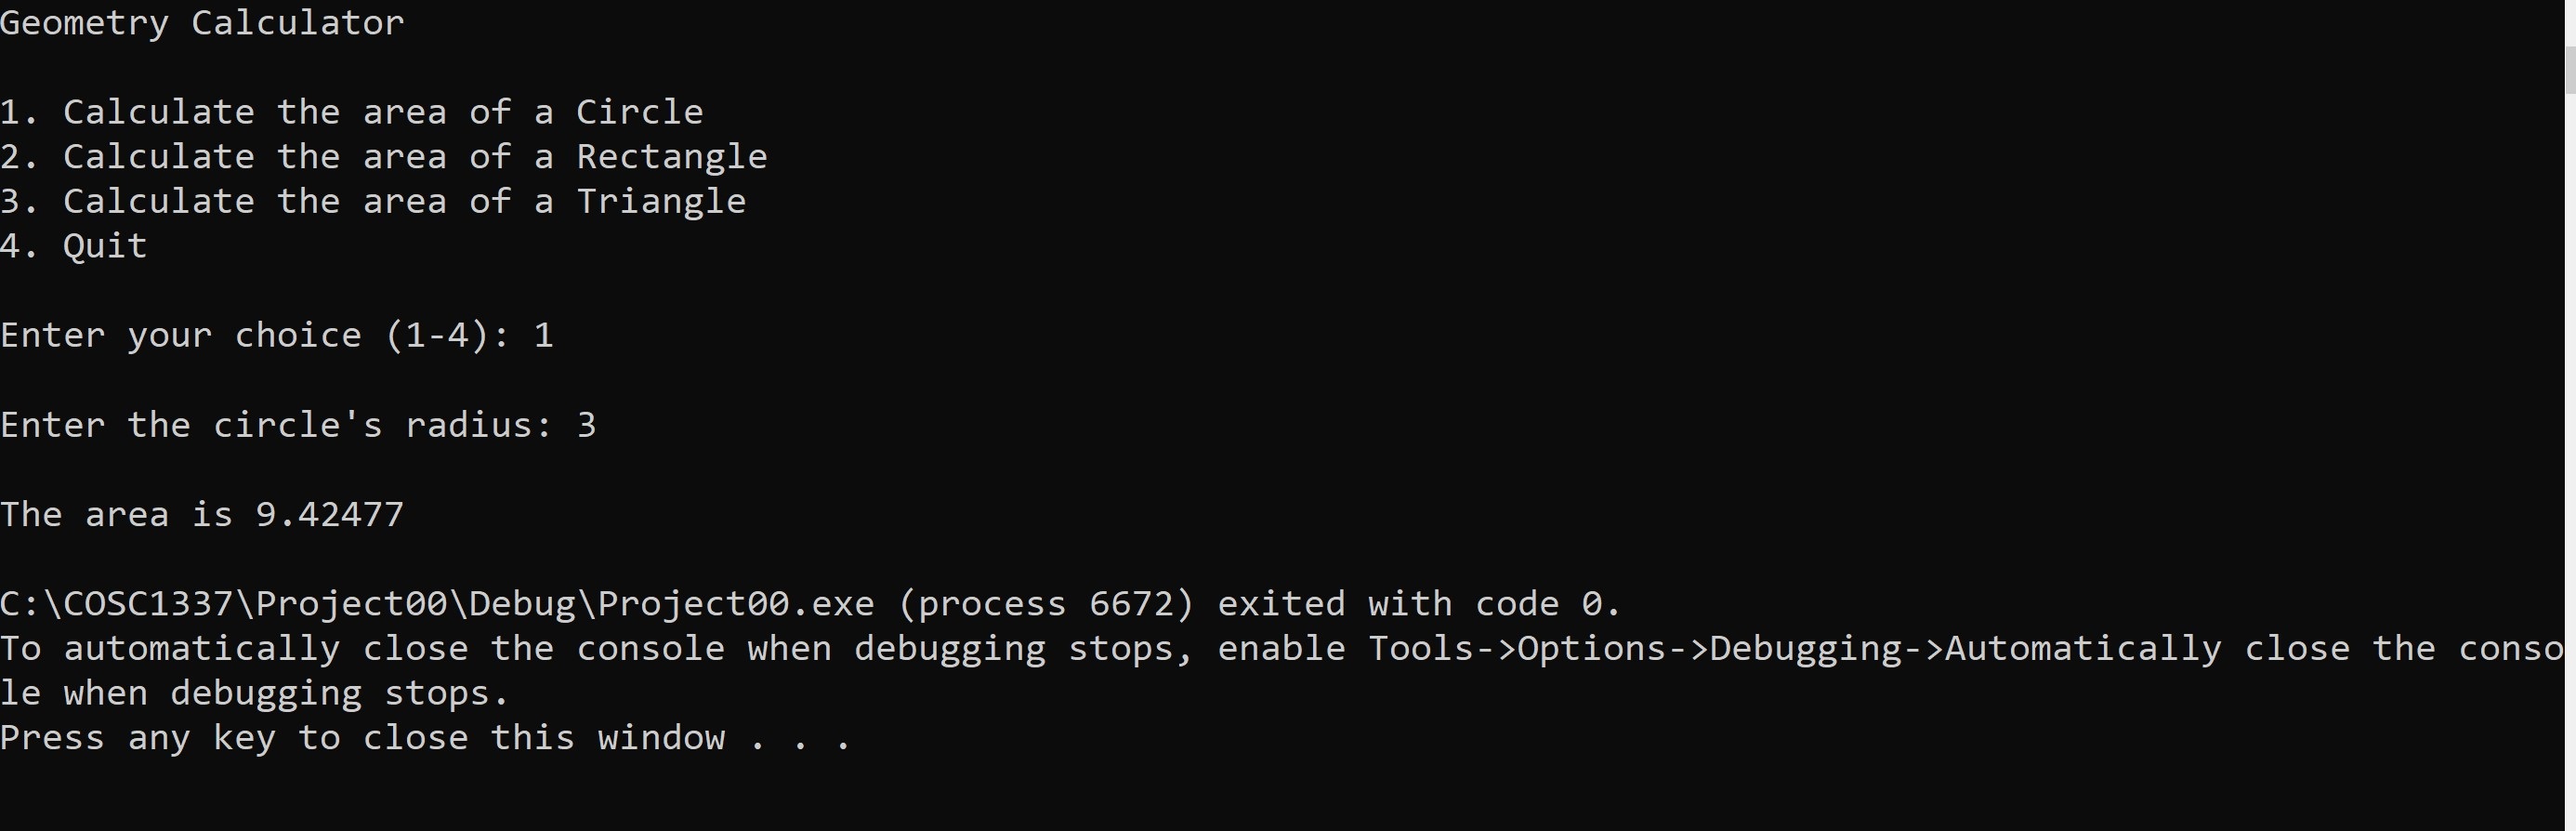 Geometry Calculator
1. Calculate the area of a Circle
2. Calculate the area of a Rectangle
3. Calculate the area of a Triangle
4. Quit
Enter your choice (1-4): 1
Enter the circle's radius: 3
The area is 9.42477
C:\COSC1337\Project00\Debug\Project00.exe (process 6672) exited with code 0.
To automatically close the console when debugging stops, enable Tools->Options->Debugging->Automatically close the conso
le when debugging stops.
Press any key to close this window . . .